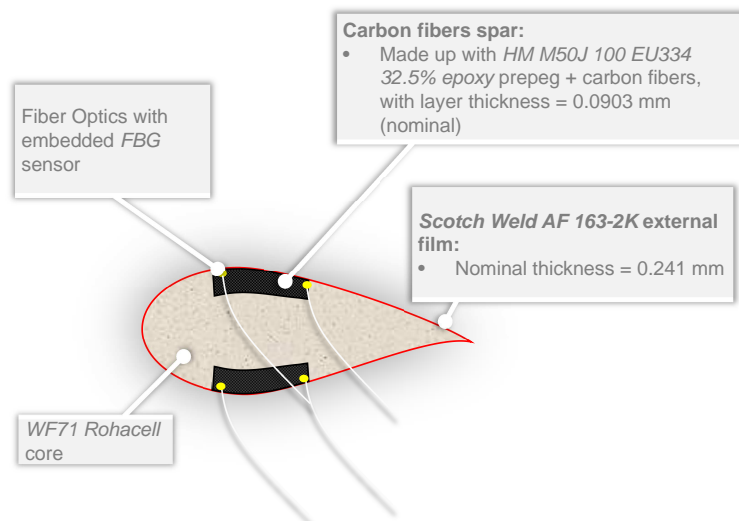 Carbon fibers spar:
• Made up with HM M50J 100 EU334
32.5% epoxy prepeg + carbon fibers,
with layer thickness = 0.0903 mm
(nominal)
Fiber Optics with
embedded FBG
sensor
Scotch Weld AF 163-2K external
film:
• Nominal thickness = 0.241 mm
WF71 Rohacell
core